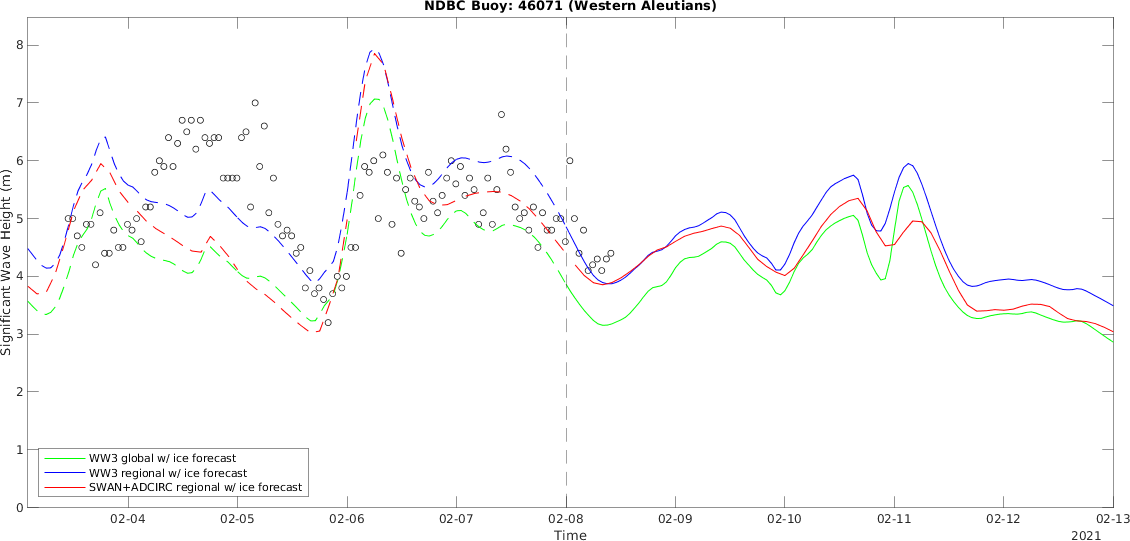 NDBC Buoy: 46071 (Western Aleutians)
8
7
6
5
4
3
2
1
0
Significant Wave Height (m)
WW3 global w/ ice forecast
WW3 regional w/ ice forecast
SWAN+ADCIRC regional w/ ice forecast
02-04 02-05 02-06 02-07 02-08 02-09 02-10 02-11 02-12 02-13
Time
2021